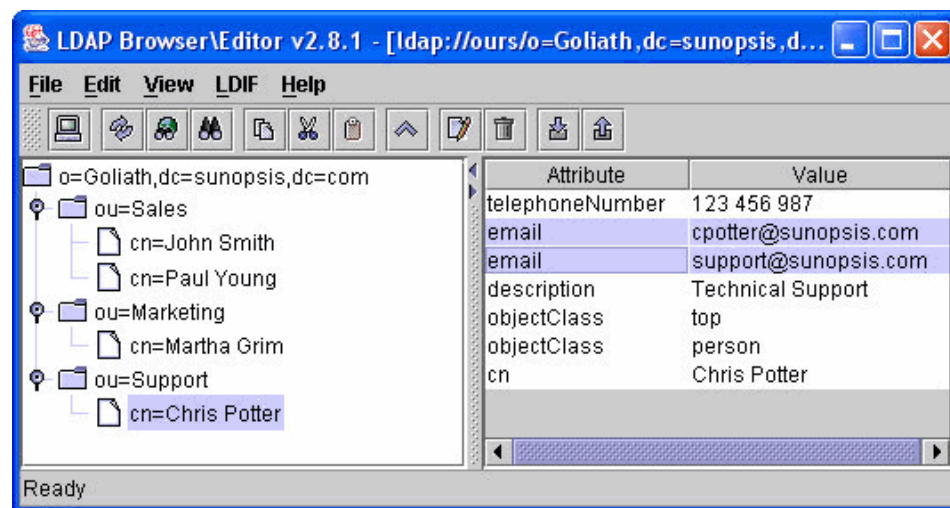 LDAP Browser\Editor v2.8.1 - [ldap://ours/o=Goliath,dc=sunopsis,d...
File Edit View LDIF Help
o=Goliath,dc=sunopsis,dc=com
ou=Sales
cn=John Smith
cn=Paul Young
ou=Marketing
cn=Martha Grim
ou=Support
cn=Chris Potter
Attribute Value
telephoneNumber 123 456 987
email cpotter@sunopsis.com
email support@sunopsis.com
description Technical Support
objectClass top
objectClass person
cn Chris Potter
Ready